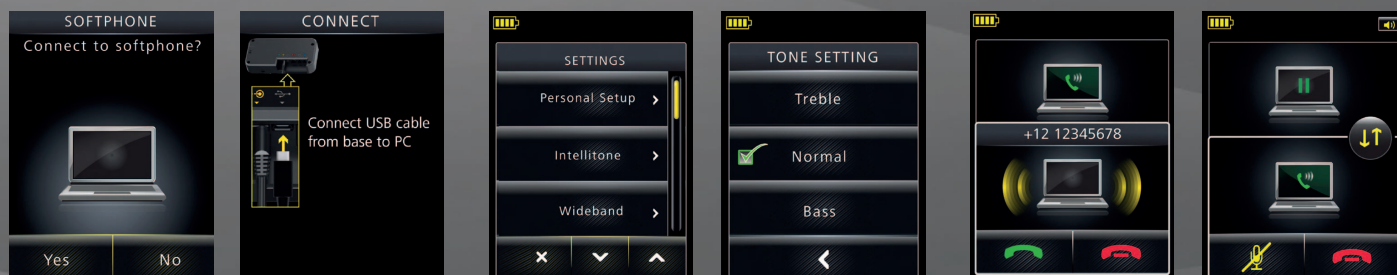 SOFTPHONE
Connect to softphone?
Yes
No
CONNECT
Connect USB cable
from base to PC
SETTINGS
Personal Setup
Intellitone
Wideband
TONE SETTING
Treble
Normal
Bass
+12 12345678